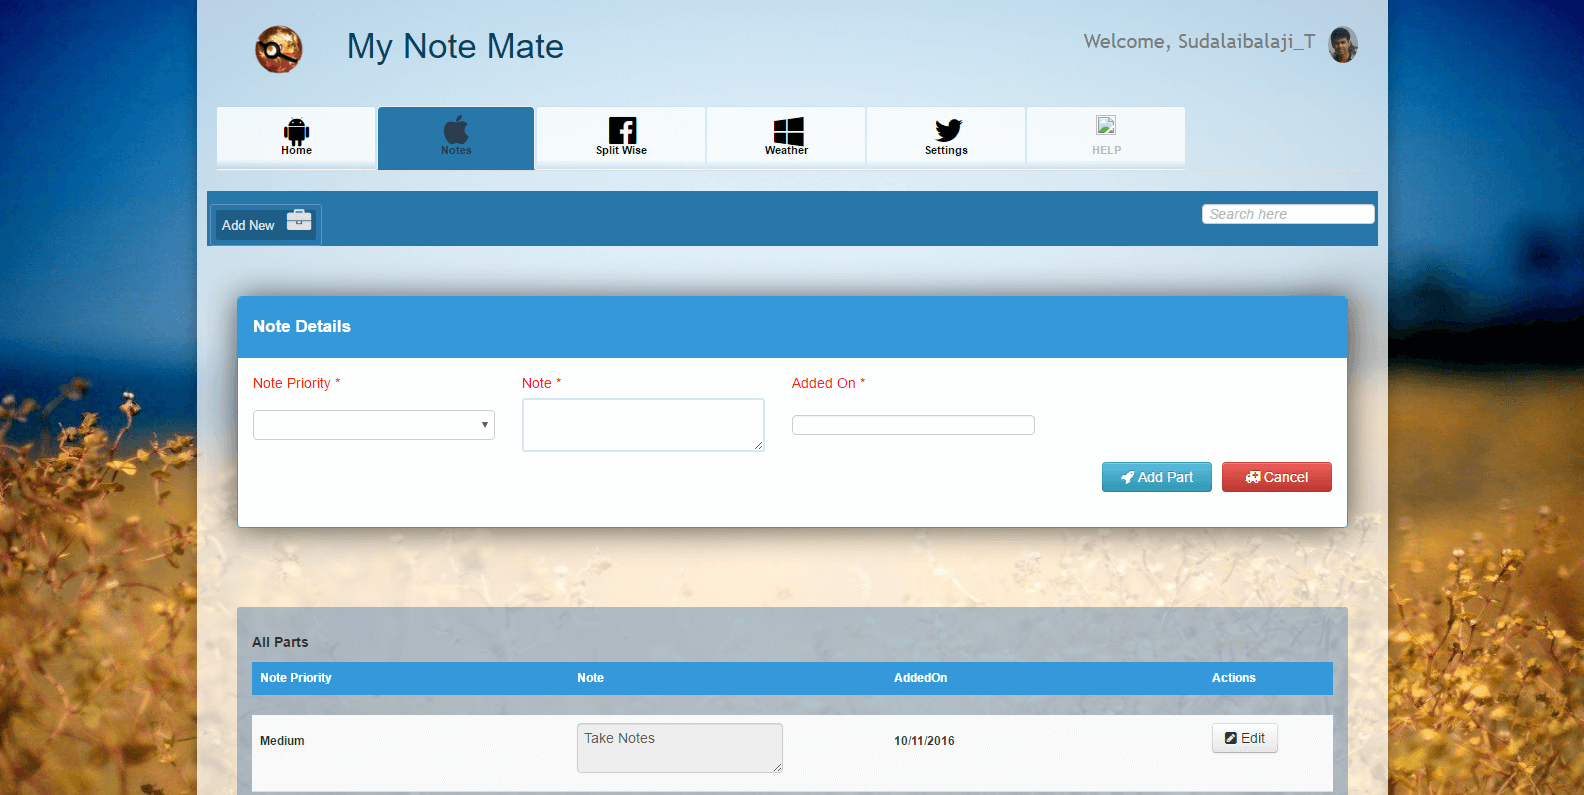 My Note Mate
Welcome, Sudalaibalaji_T
Home
Notes
Split Wise
Weather
Settings
HELP
Add New
Search here
Note Details
Note Priority *
Note *
Added On *
Add Part
Cancel
All Parts
Note Priority Note AddedOn Actions
Medium Take Notes 10/11/2016 Edit